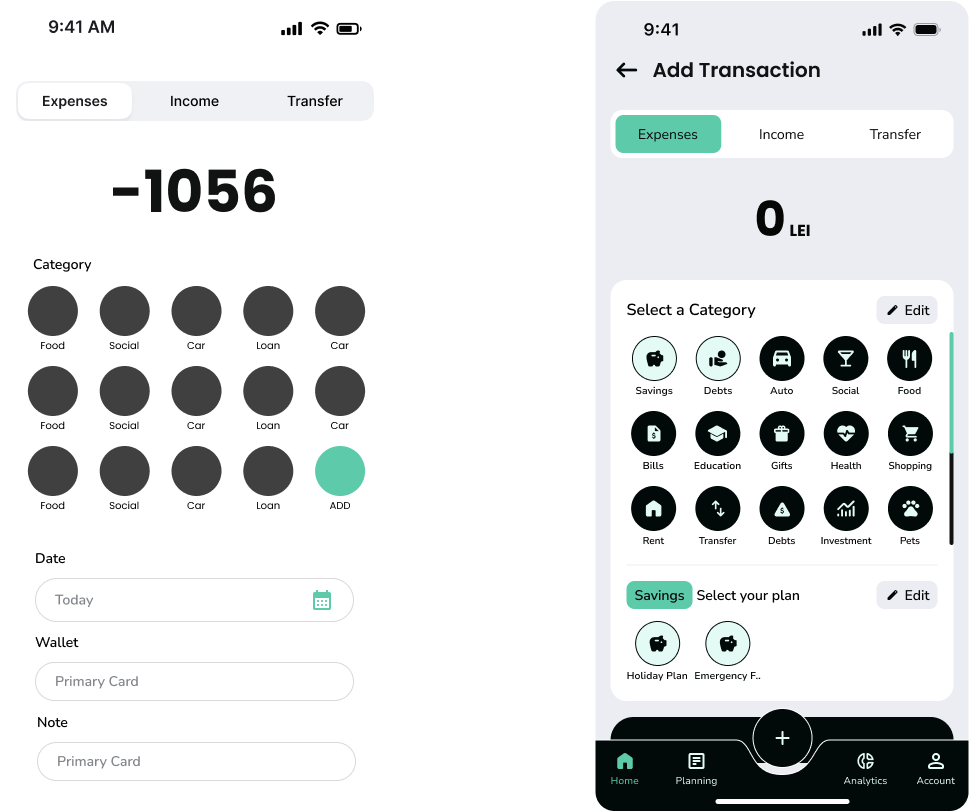 9:41 AM
Expenses Income Transfer
-1056
Category
Food Social Car Loan Car
Food Social Car Loan Car
Food Social Car Loan ADD
Date
Today
Wallet
Primary Card
Note
Primary Card
9:41
Add Transaction
Expenses Income Transfer
0 LEI
Select a Category Edit
Savings Debts Auto Social Food
Bills Education Gifts Health Shopping
Rent Transfer Debts Investment Pets
Savings Select your plan Edit
Holiday Plan Emergency F..
Home Planning Analytics Account